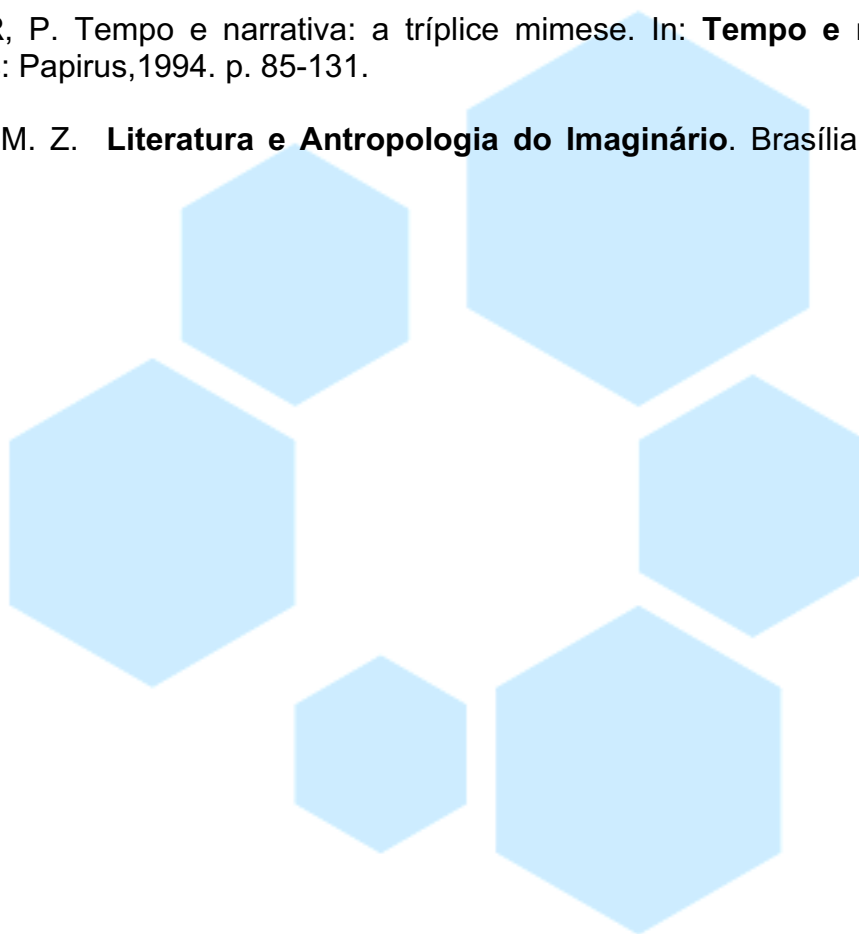 R, P. Tempo e narrativa: a tríplice mimese. In: Tempo e
: Papirus,1994. p. 85-131.
M. Z. Literatura e Antropologia do Imaginário. Brasília